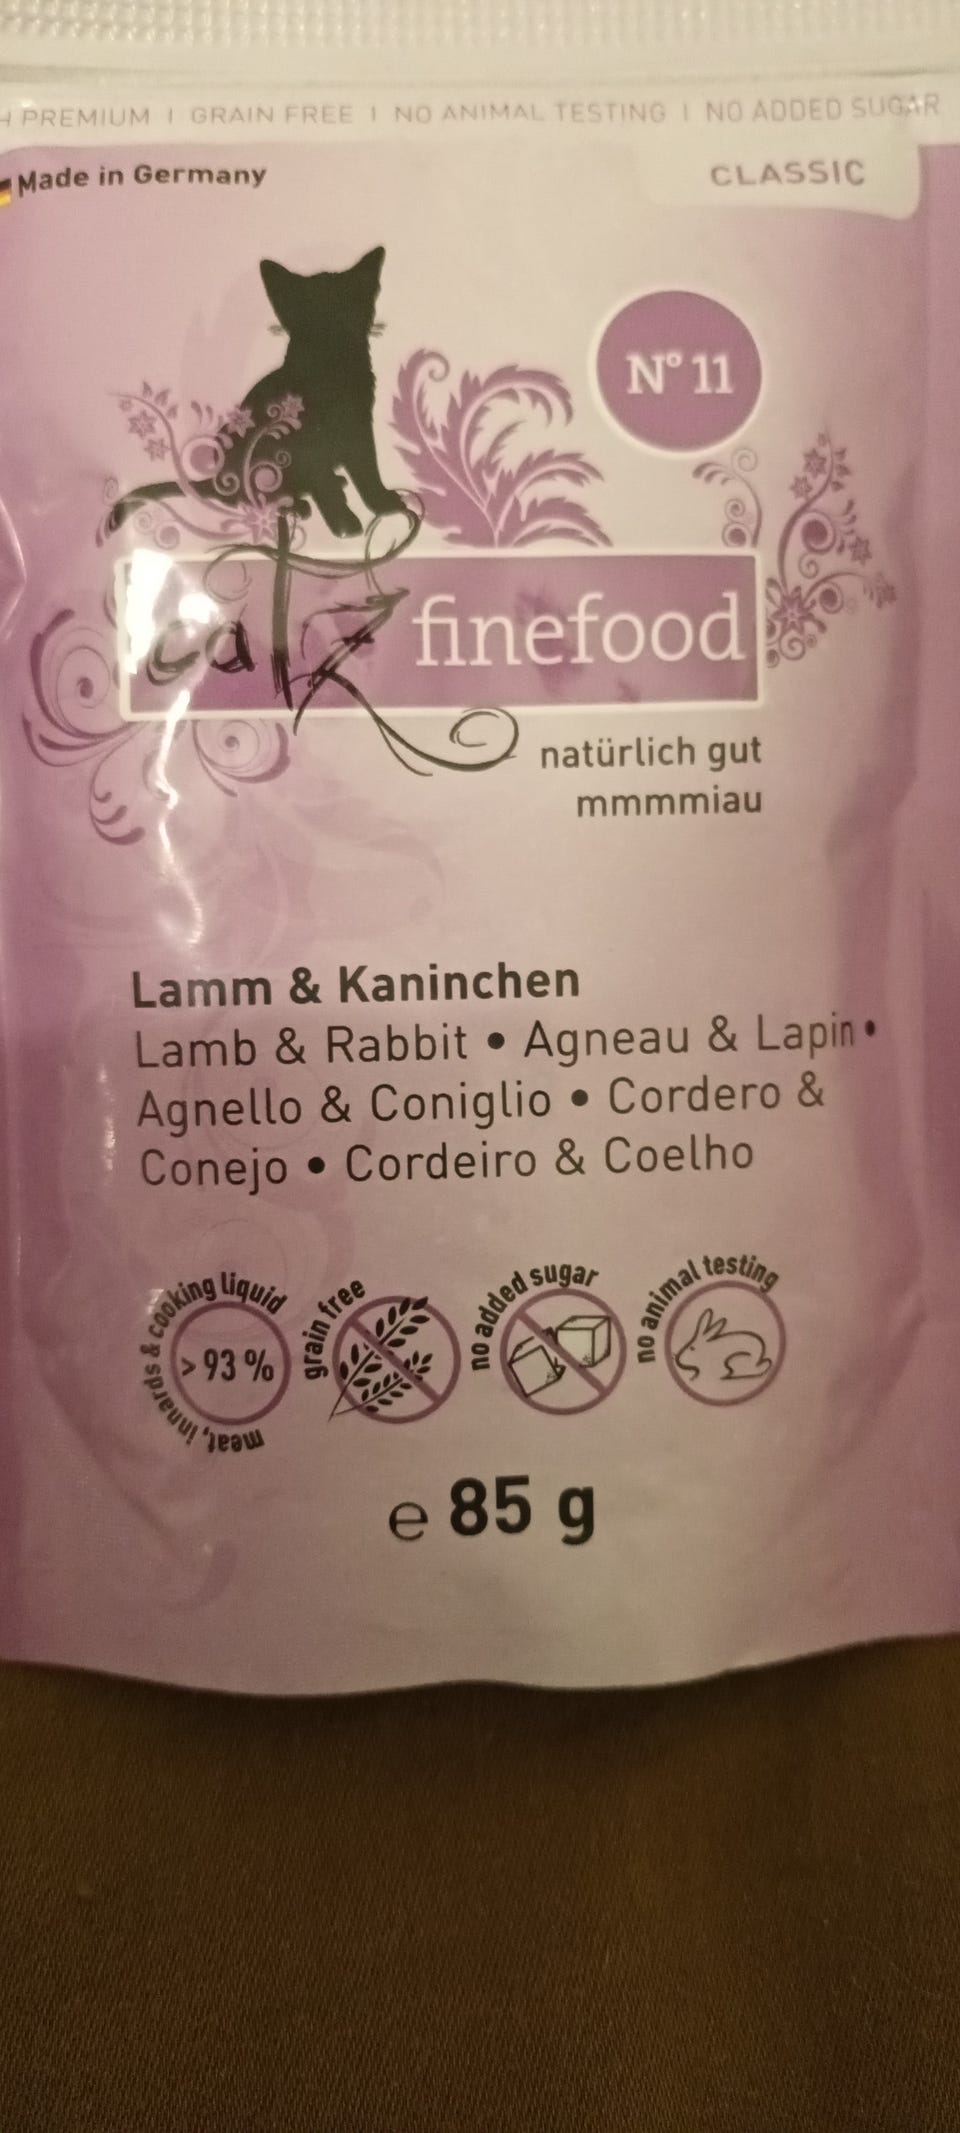 PREMIUM | GRAIN FREE | NO ANIMAL TESTING | NO ADDED SUGAR
Made in Germany
CLASSIC
N° 11
catz finefood
natürlich gut
mmmmiau
Lamm & Kaninchen
Lamb & Rabbit • Agneau & Lapin •
Agnello & Coniglio • Cordero &
Conejo • Cordeiro & Coelho
meat, innards & cooking liquid
> 93 %
grain free
no added sugar
no animal testing
e 85 g